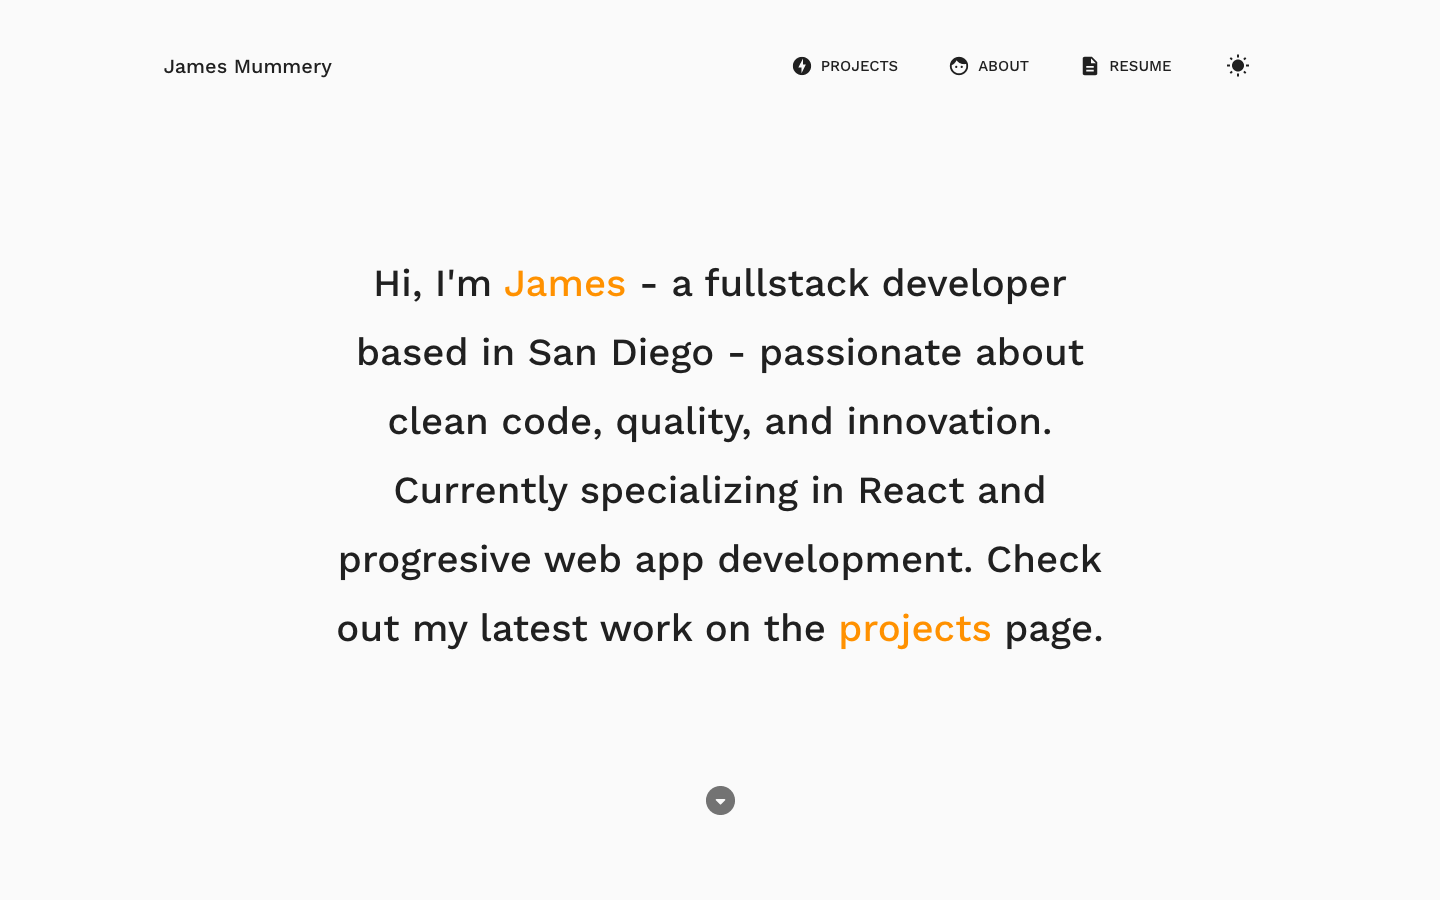 James Mummery
PROJECTS
ABOUT
RESUME
Hi, I'm James - a fullstack developer
based in San Diego - passionate about
clean code, quality, and innovation.
Currently specializing in React and
progresive web app development. Check
out my latest work on the projects page.